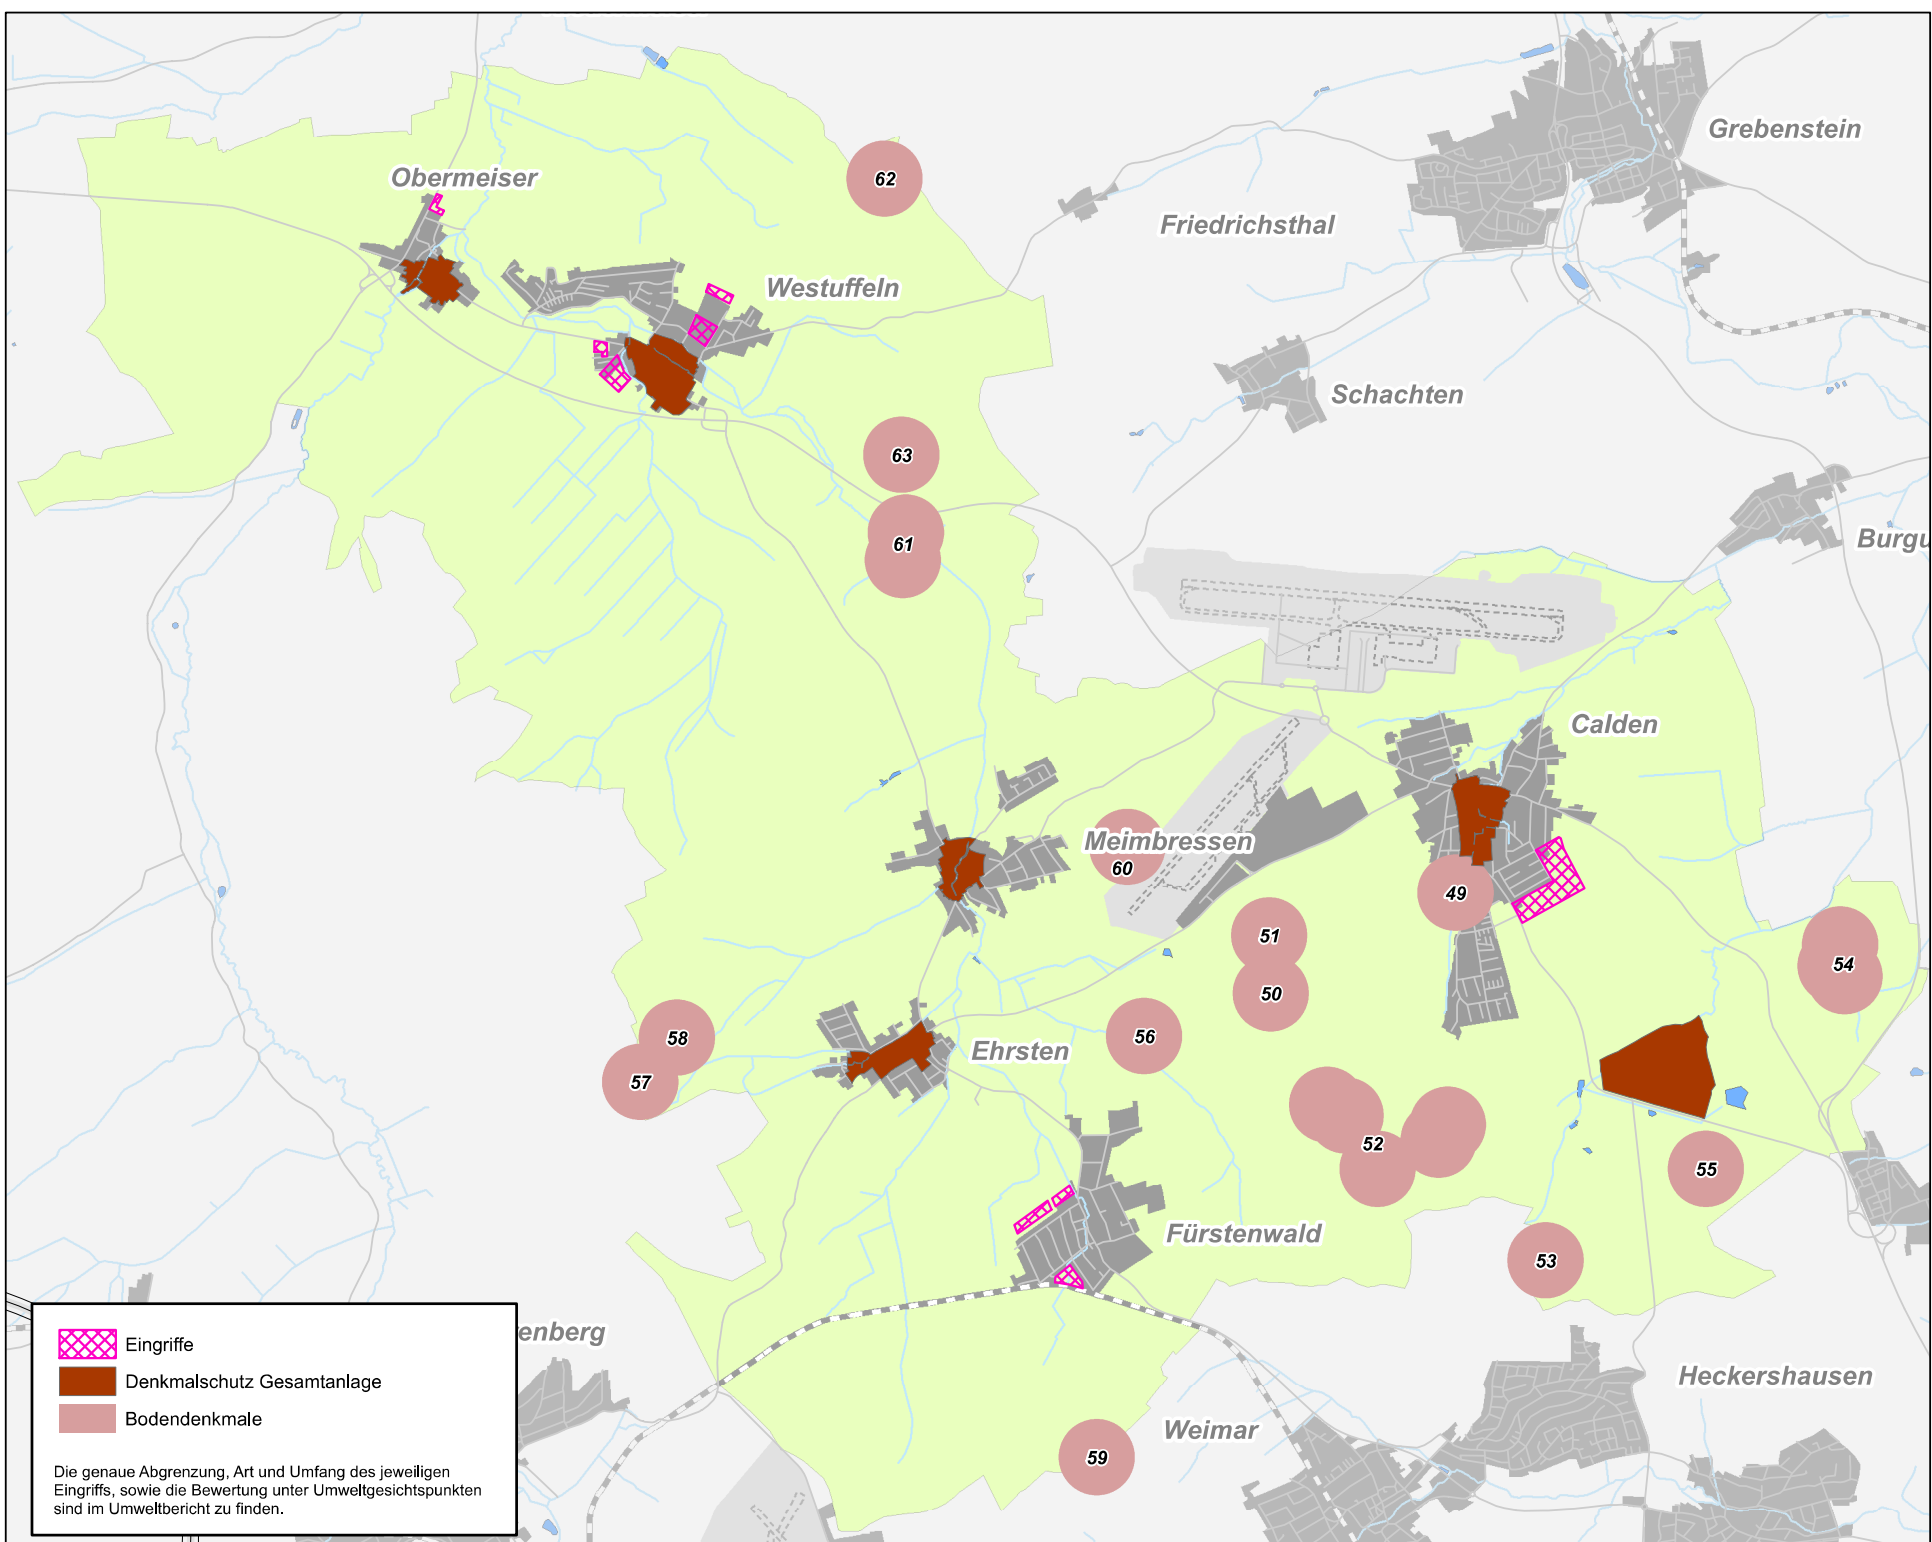 Grebenstein
Obermeiser
62
Friedrichsthal
Westuffeln
Schachten
63
61
Burgu
Calden
Meimbressen
60
49
51
54
50
58
56
Ehrsten
57
52
55
Fürstenwald
53
enberg
Heckershausen
Weimar
59
Eingriffe
Denkmalschutz Gesamtanlage
Bodendenkmale
Die genaue Abgrenzung, Art und Umfang des jeweiligen
Eingriffs, sowie die Bewertung unter Umweltgesichtspunkten
sind im Umweltbericht zu finden.